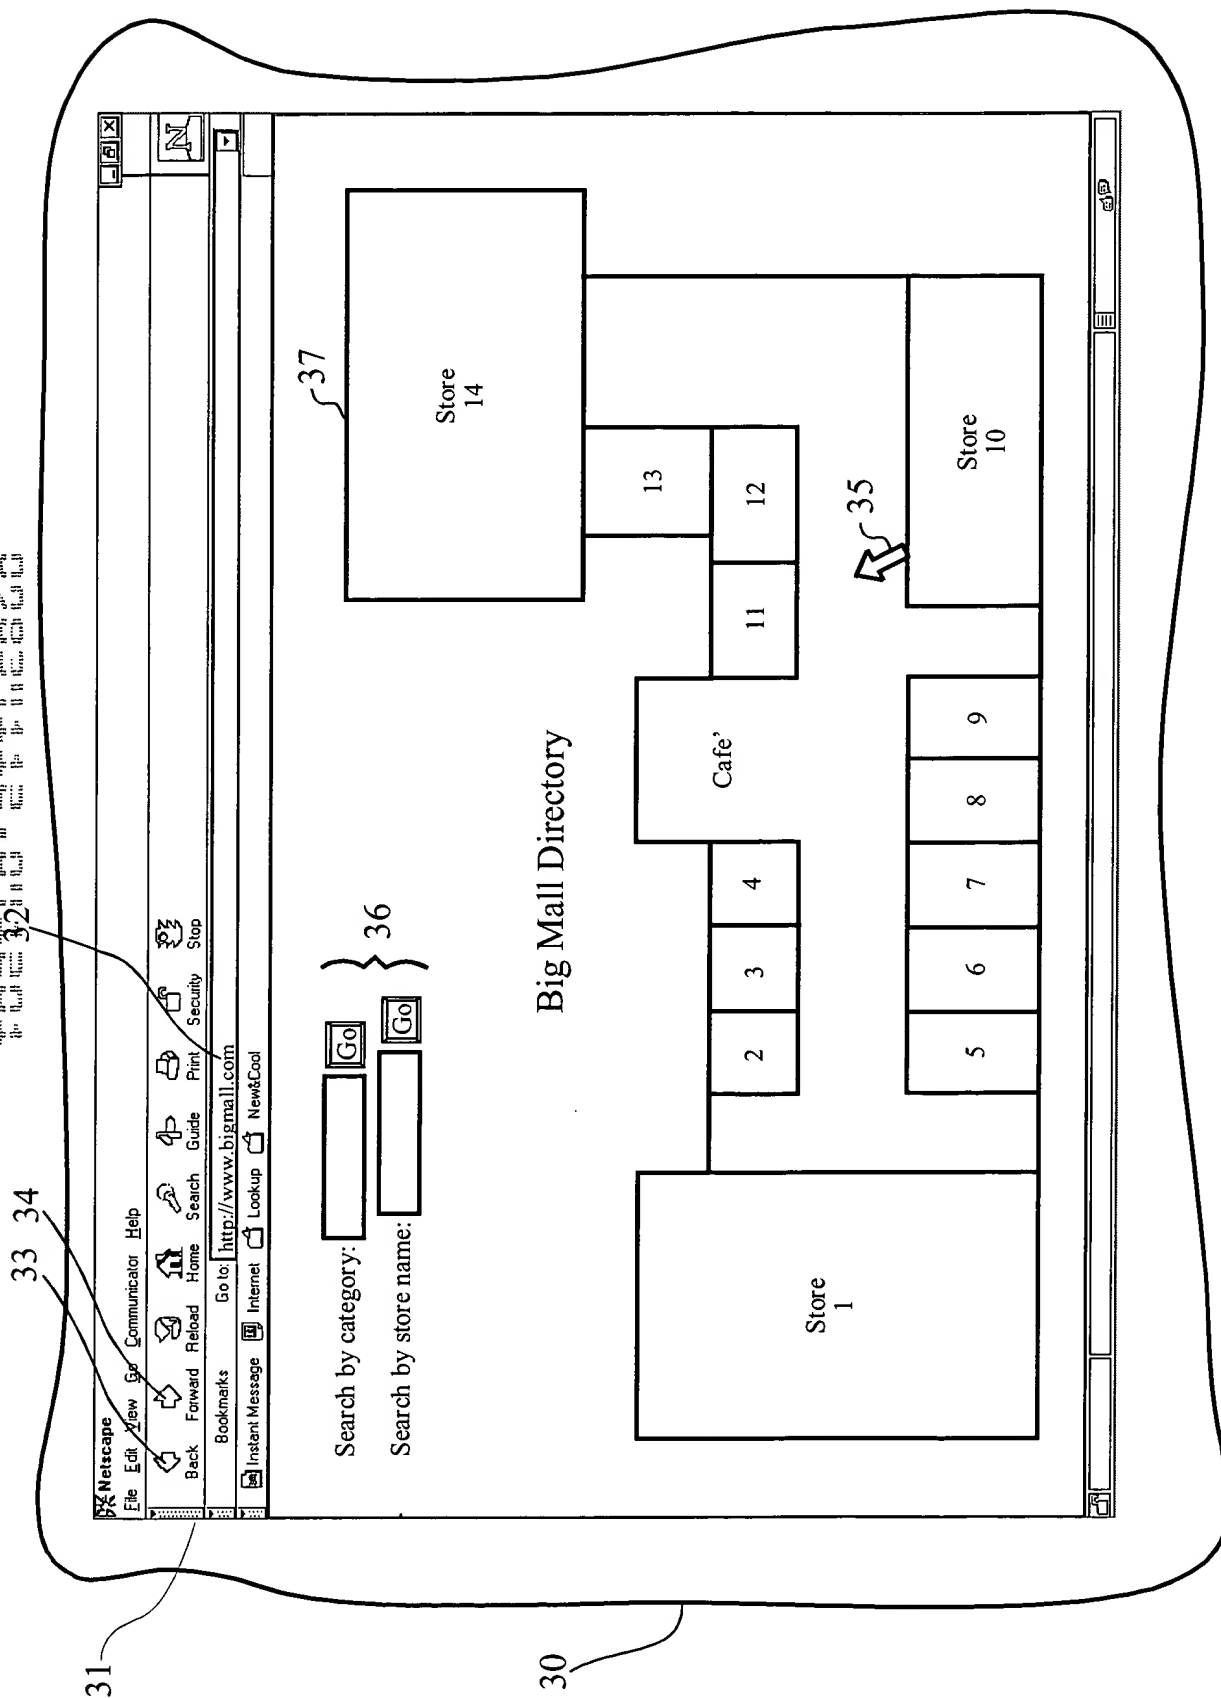 31
33
34
32
Netscape
File Edit View Go Communicator Help
Back Forward Reload Home Search Guide Print Security Stop
N
Bookmarks Go to: http://www.bigmall.com
Instant Message Internet Lookup New&Cool
Search by category: Go
Search by store name: Go
36
37
Big Mall Directory
Store
14
13
Store
1
2 3 4
Cafe'
11 12
35
5 6 7 8 9
Store
10
30